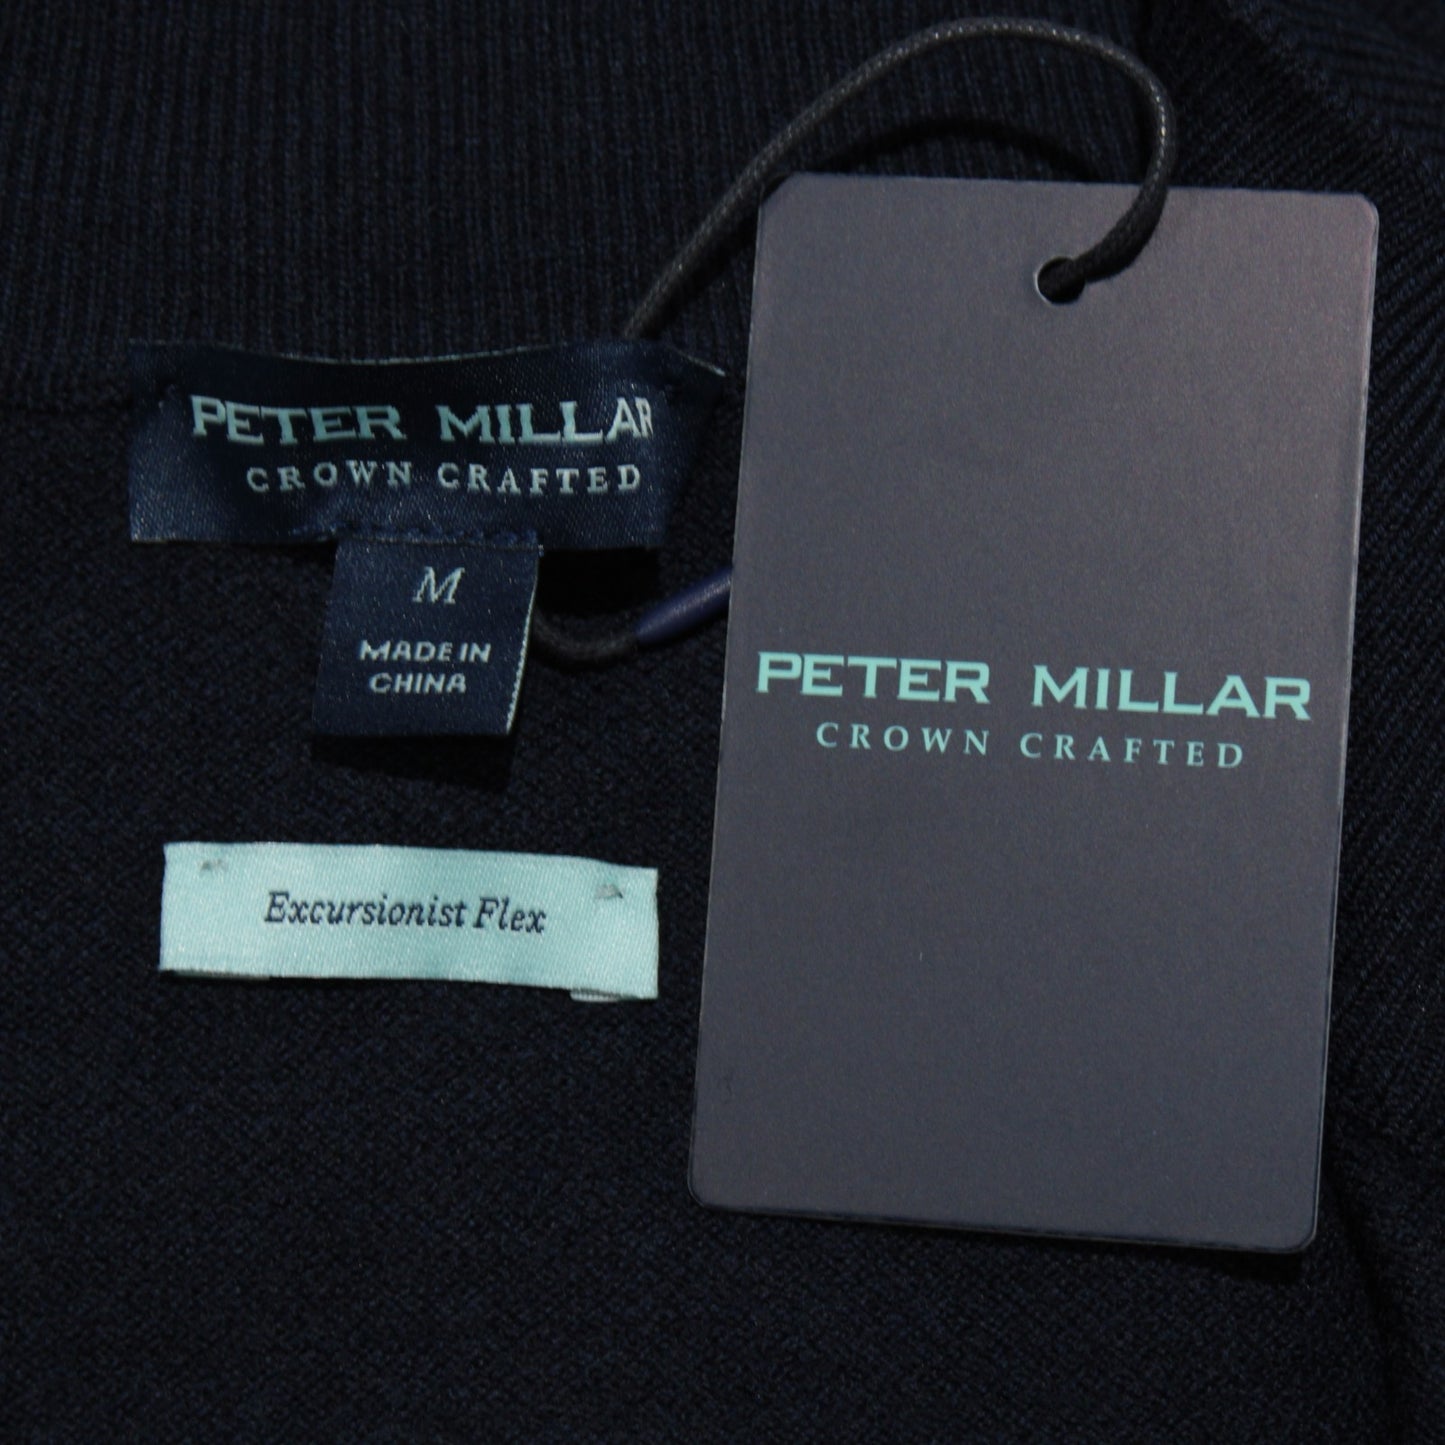 PETER MILLAR
CROWN CRAFTED
M
MADE IN
CHINA
Excursionist Flex
PETER MILLAR
CROWN CRAFTED